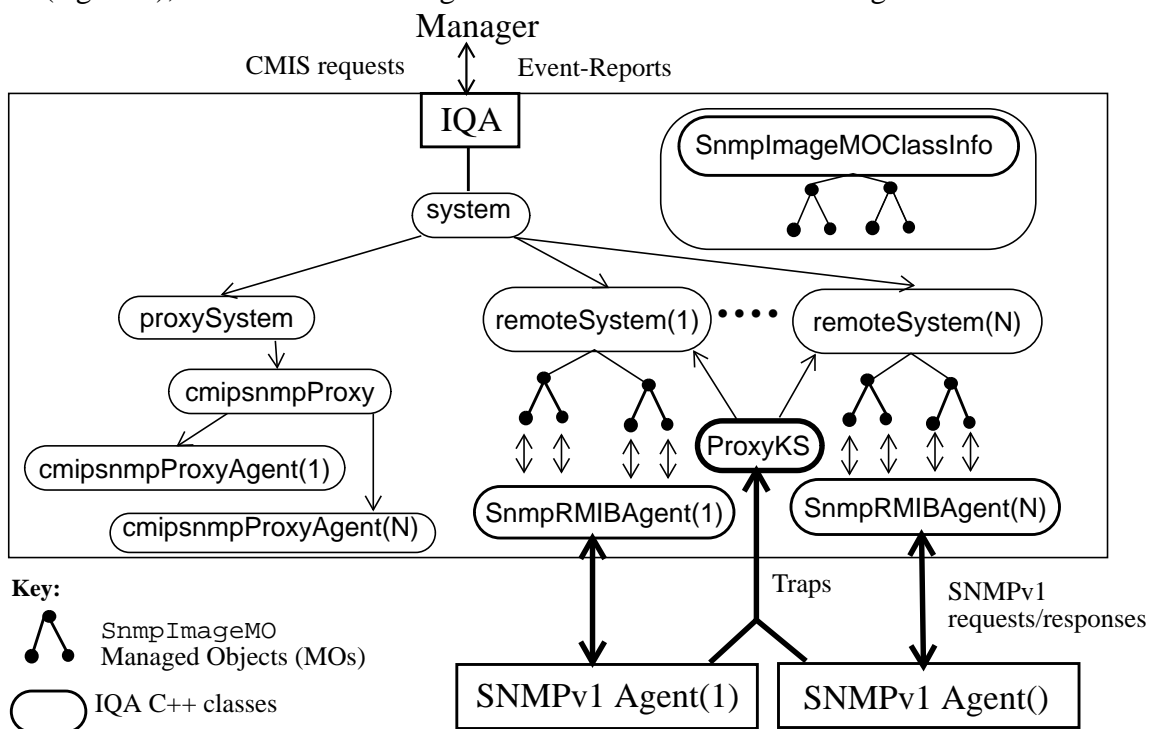 Manager
CMIS requests
Event-Reports
IQA
SnmpImageMOClassInfo
system
proxySystem
remoteSystem(1)
remoteSystem(N)
cmipsnmpProxy
ProxyKS
cmipsnmpProxyAgent(1)
SnmpRMIBAgent(1)
SnmpRMIBAgent(N)
cmipsnmpProxyAgent(N)
Key:
Traps
SNMPv1
requests/responses
SnmpImageMO
Managed Objects (MOs)
IQA C++ classes
SNMPv1 Agent(1)
SNMPv1 Agent()